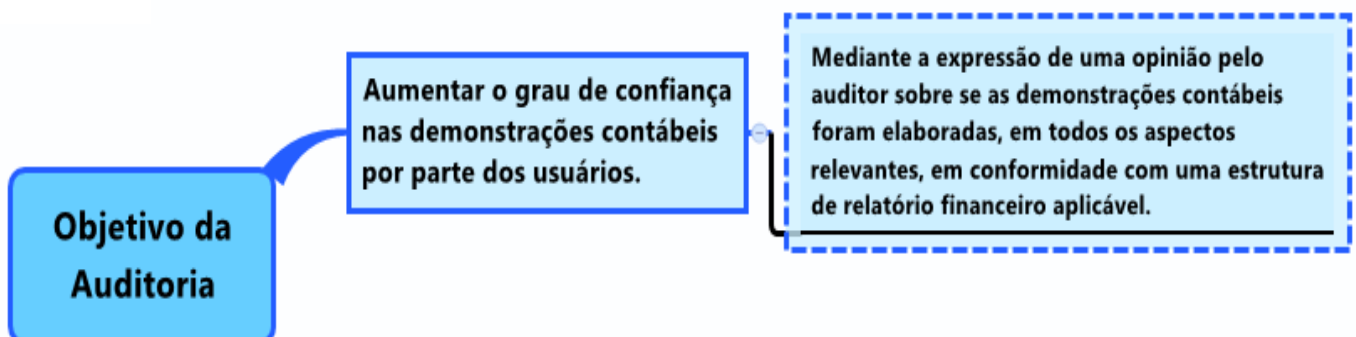 Objetivo da
Auditoria
Aumentar o grau de confiança
nas demonstrações contábeis
por parte dos usuários.
Mediante a expressão de uma opinião pelo
auditor sobre se as demonstrações contábeis
foram elaboradas, em todos os aspectos
relevantes, em conformidade com uma estrutura
de relatório financeiro aplicável.